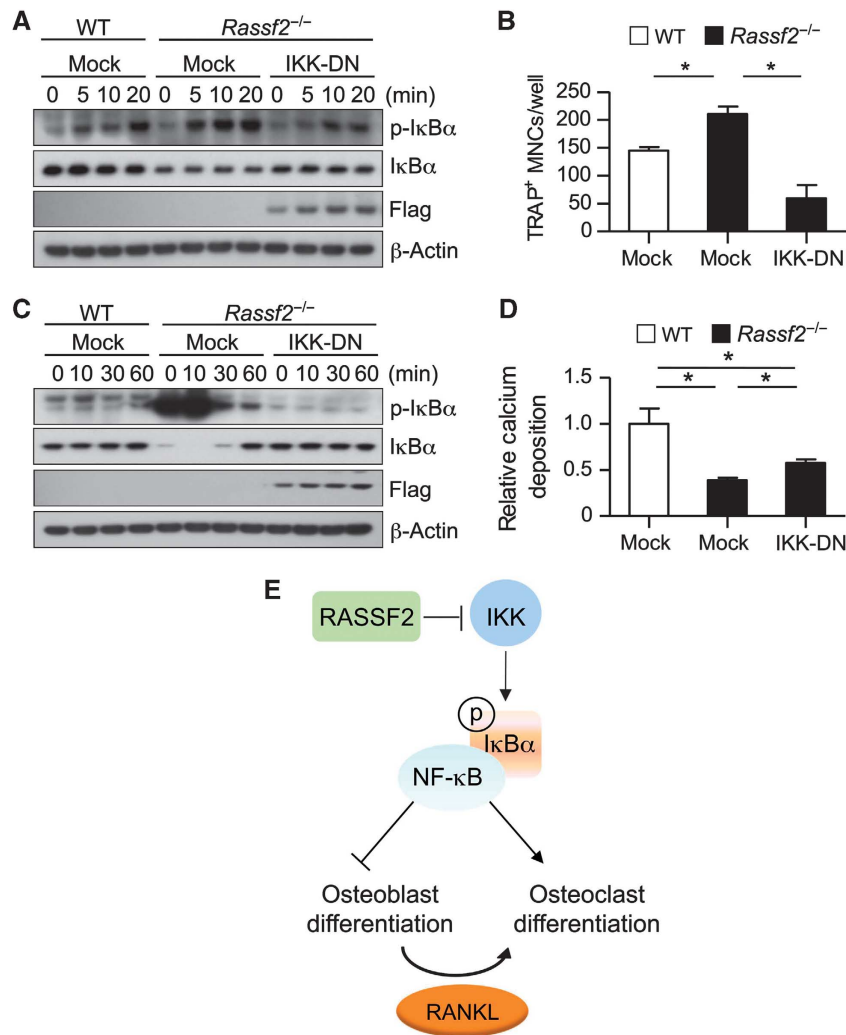 A
WT Rassf2–/–
Mock Mock IKK-DN
0 5 10 20 0 5 10 20 0 5 10 20 (min)
p-IκBα
IκBα
Flag
β-Actin
B
WT Rassf2–/–
* *
TRAP+ MNCs/well
250
200
150
100
50
0
Mock Mock IKK-DN
C
WT Rassf2–/–
Mock Mock IKK-DN
0 10 30 60 0 10 30 60 0 10 30 60 (min)
p-IκBα
IκBα
Flag
β-Actin
D
WT Rassf2–/–
*
* *
Relative calcium
deposition
1.5
1.0
0.5
0
Mock Mock IKK-DN
E
RASSF2 IKK
p
IκBα
NF-κB
Osteoblast Osteoclast
differentiation differentiation
RANKL